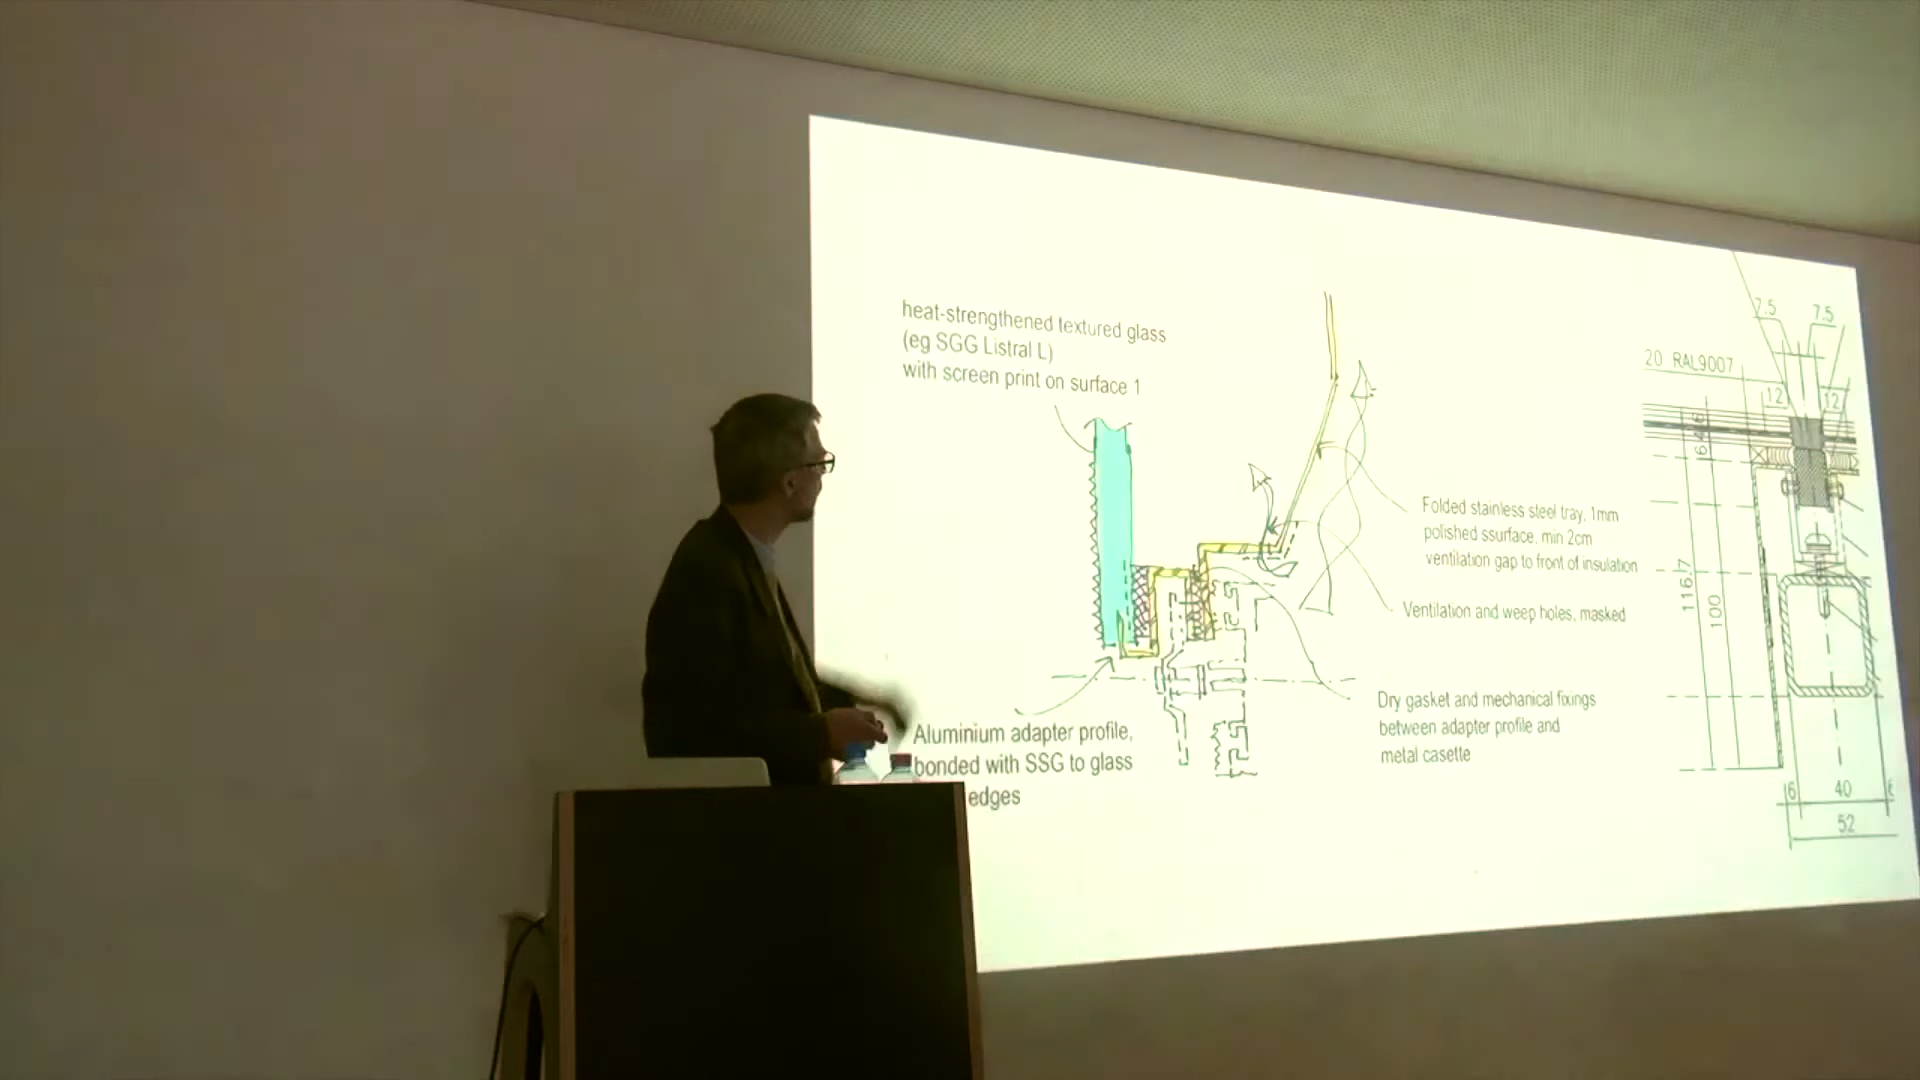 heat-strengthened textured glass
(eg SGG Listral L)
with screen print on surface 1
Aluminium adapter profile,
bonded with SSG to glass
edges
Folded stainless steel tray, 1mm
polished ssurface, min 2cm
ventilation gap to front of insulation
Ventilation and weep holes, masked
Dry gasket and mechanical fixings
between adapter profile and
metal casette
7.5 7.5
20 RAL9007
12 12
116.7
100
6 40
52